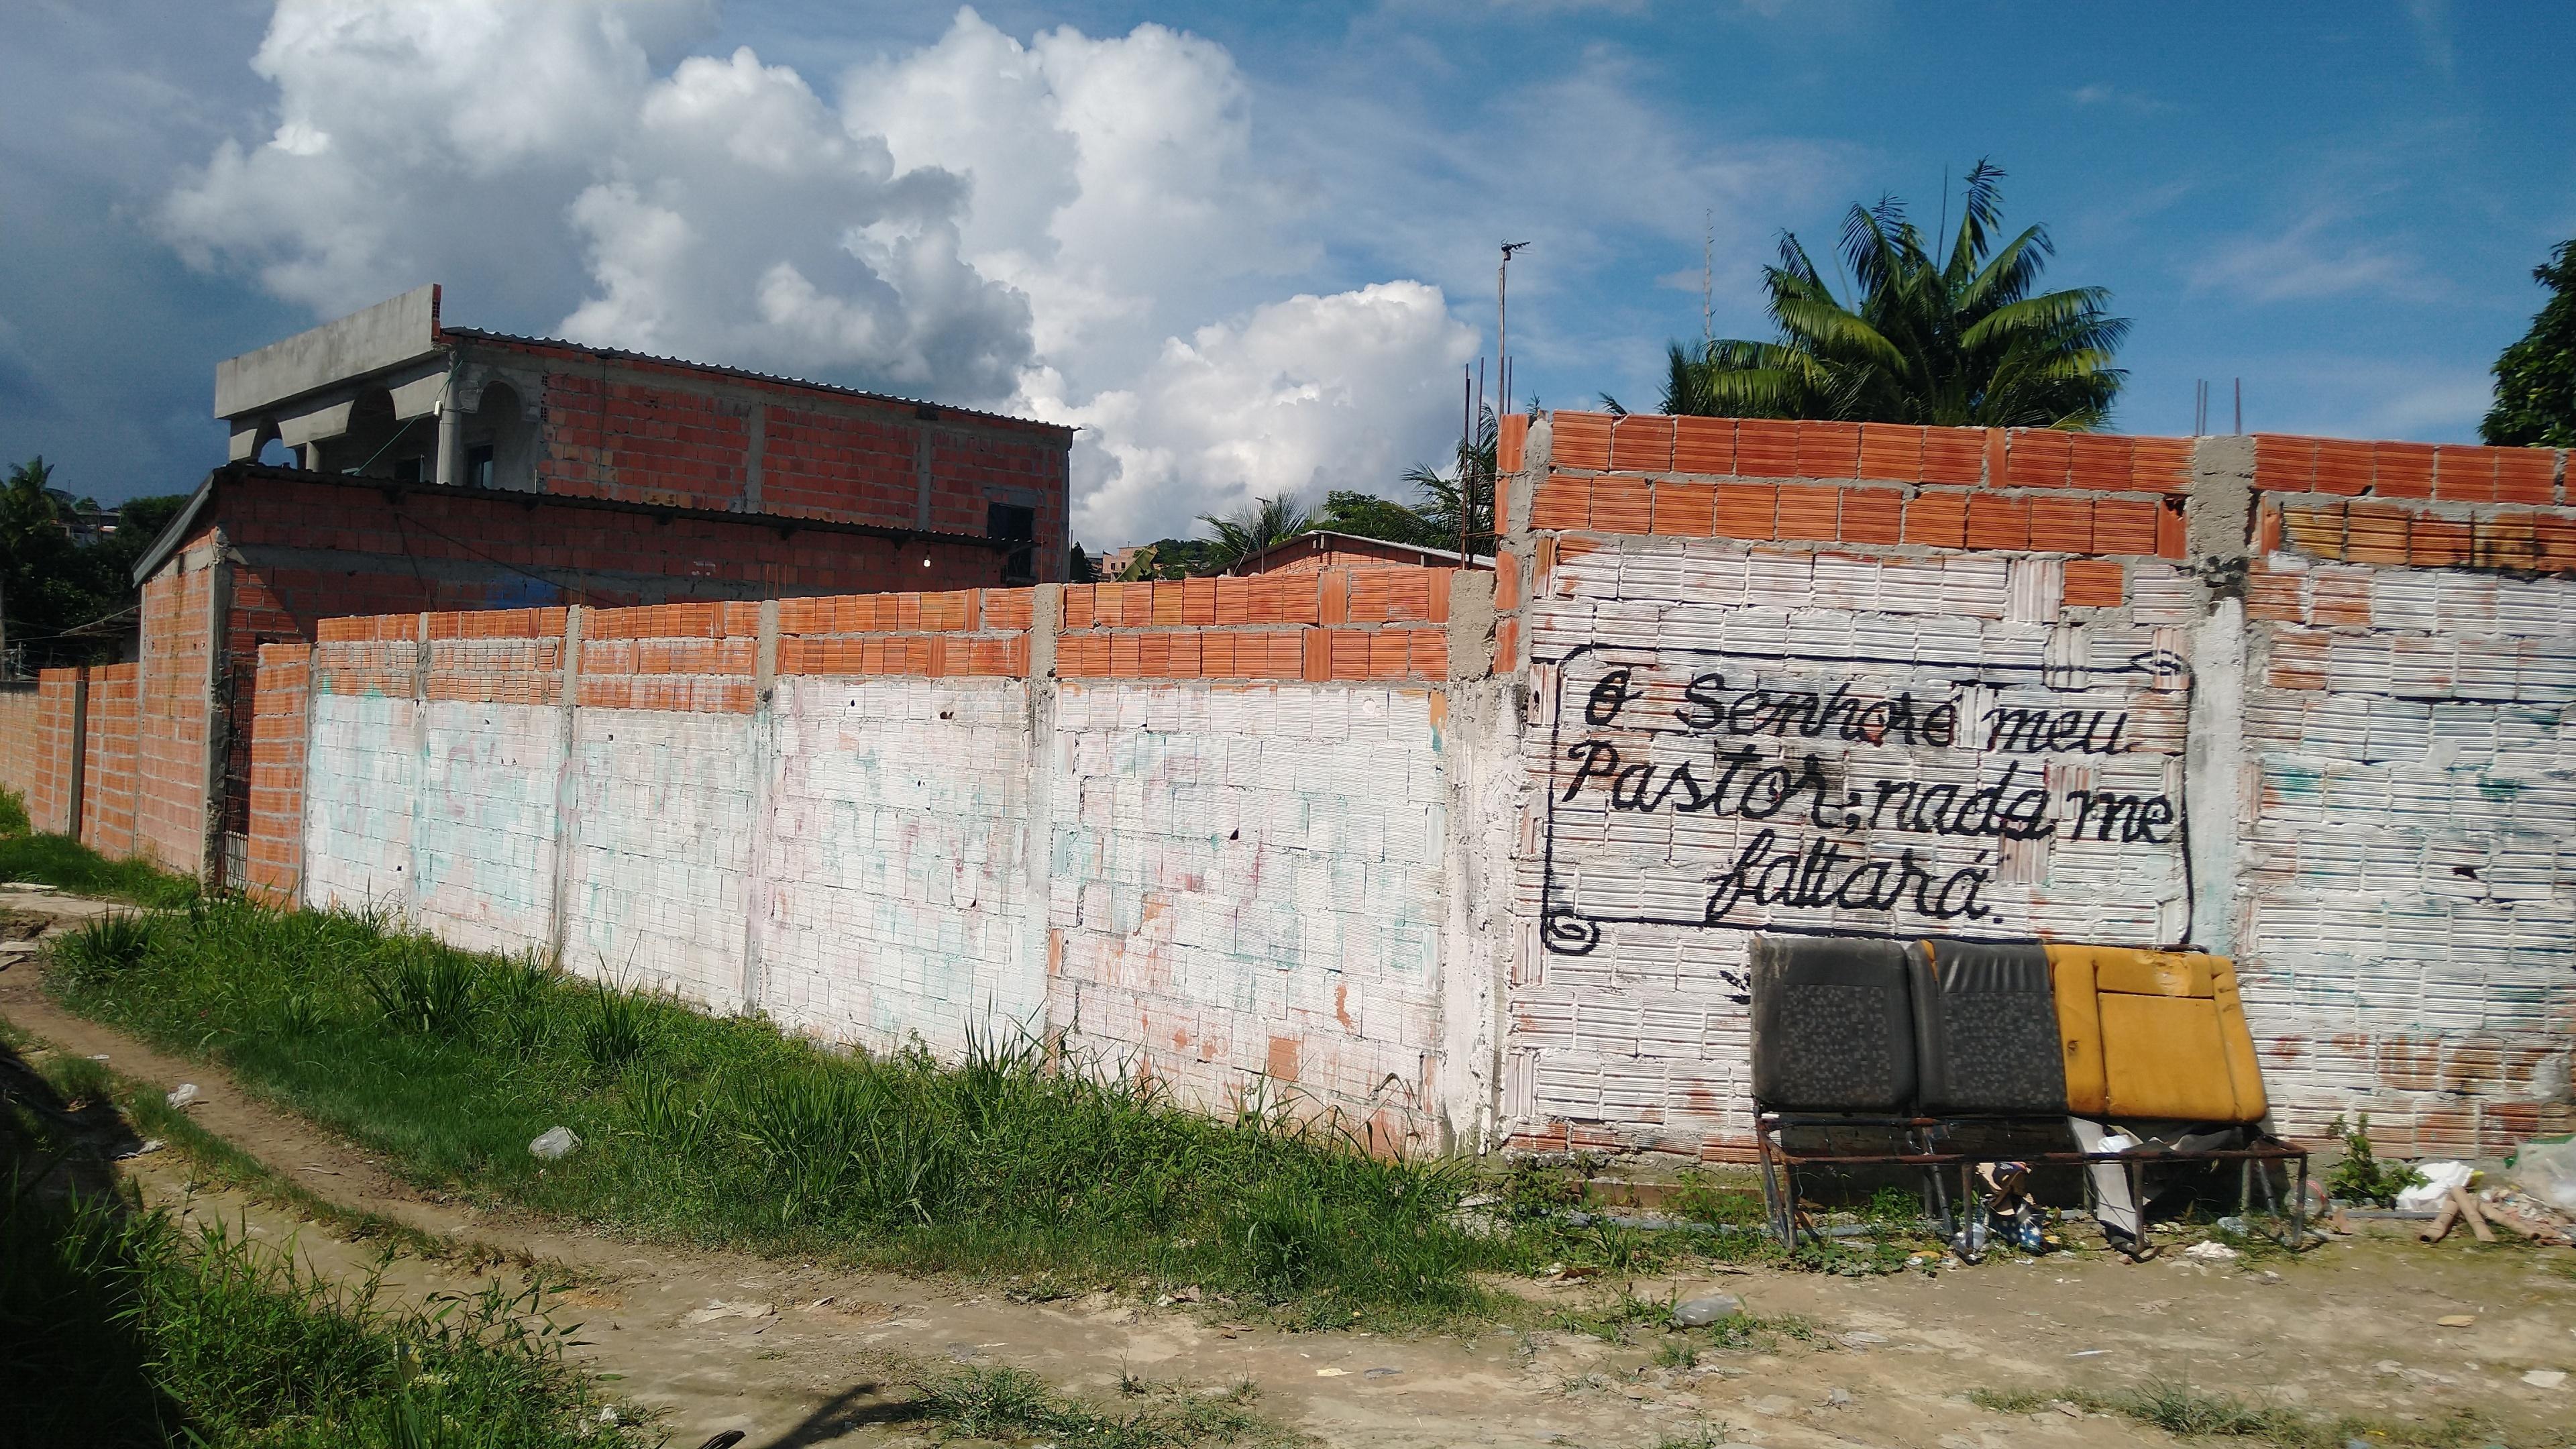 O Senhor é meu
Pastor; nada me
faltará.